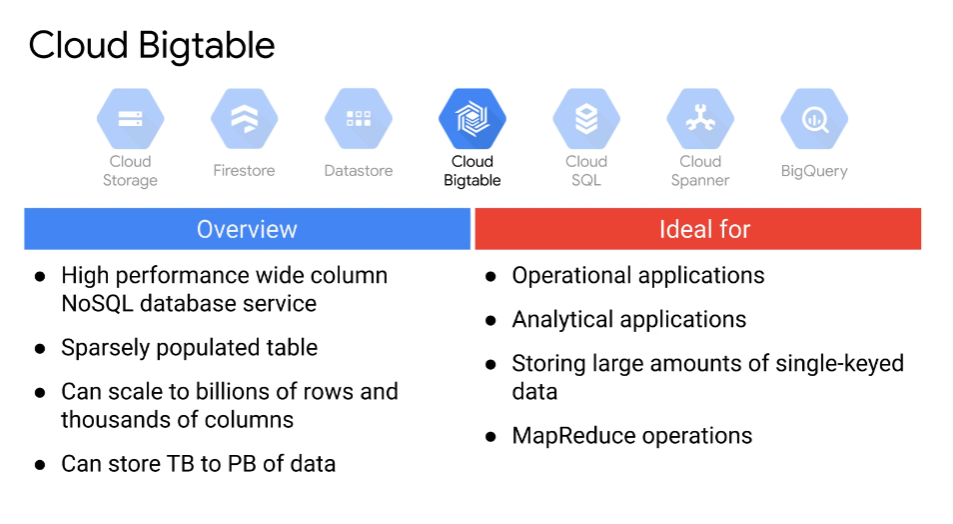 Cloud Bigtable
Cloud
Storage
Firestore
Datastore
Cloud
Bigtable
Cloud
SQL
Cloud
Spanner
BigQuery
Overview
● High performance wide column
NoSQL database service
● Sparsely populated table
● Can scale to billions of rows and
thousands of columns
● Can store TB to PB of data
Ideal for
● Operational applications
● Analytical applications
● Storing large amounts of single-keyed
data
● MapReduce operations